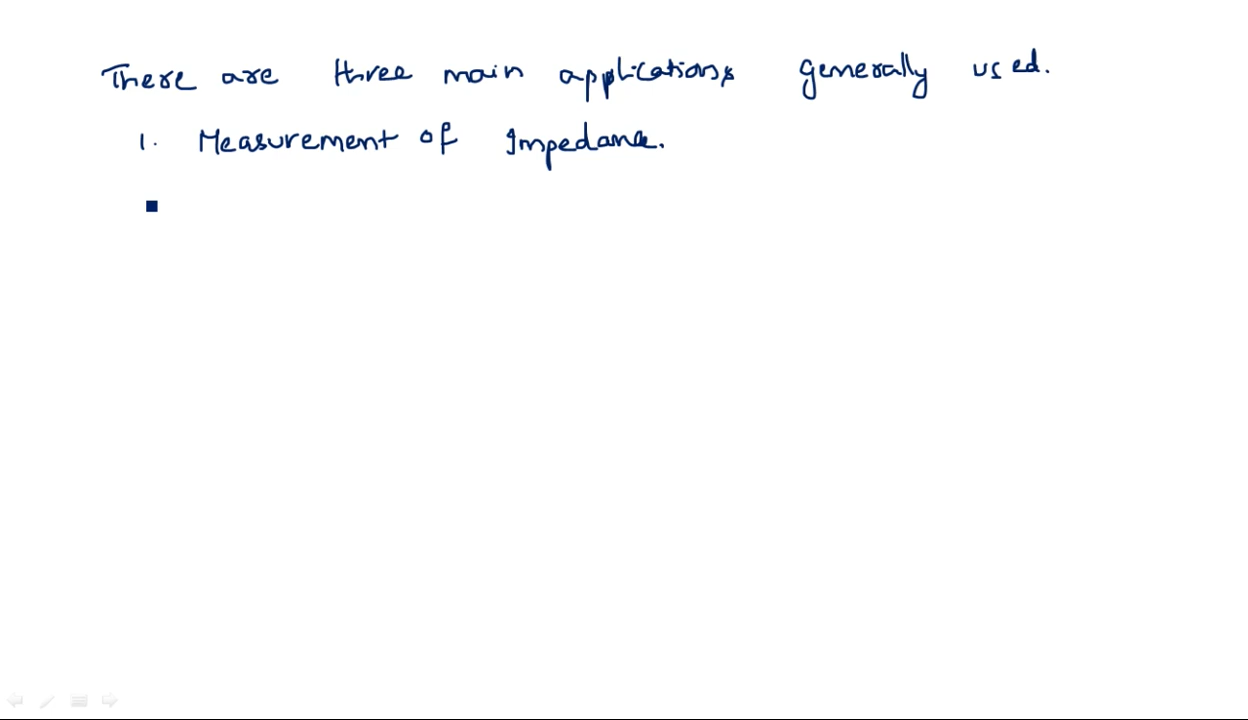 There are three main applications generally used.
1. Measurement of Impedance.